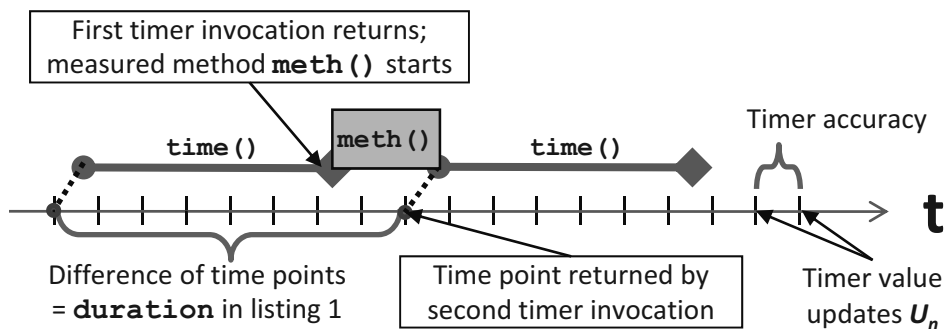 First timer invocation returns;
measured method meth() starts
meth()
Timer accuracy
time()
time()
t
Difference of time points
= duration in listing 1
Time point returned by
second timer invocation
Timer value
updates Un